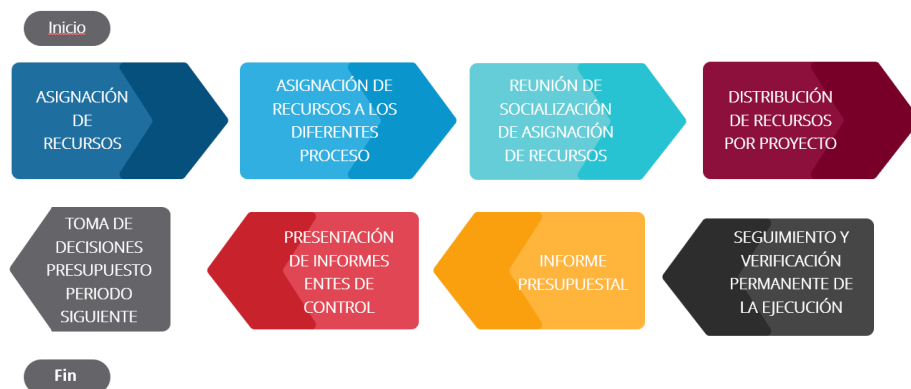 Inicio
ASIGNACIÓN
DE
RECURSOS
ASIGNACIÓN DE
RECURSOS A LOS
DIFERENTES
PROCESO
REUNIÓN DE
SOCIALIZACIÓN
DE ASIGNACIÓN
DE RECURSOS
DISTRIBUCIÓN
DE RECURSOS
POR PROYECTO
SEGUIMIENTO Y
VERIFICACIÓN
PERMANENTE DE
LA EJECUCIÓN
INFORME
PRESUPUESTAL
PRESENTACIÓN
DE INFORMES
ENTES DE
CONTROL
TOMA DE
DECISIONES
PRESUPUESTO
PERIODO
SIGUIENTE
Fin